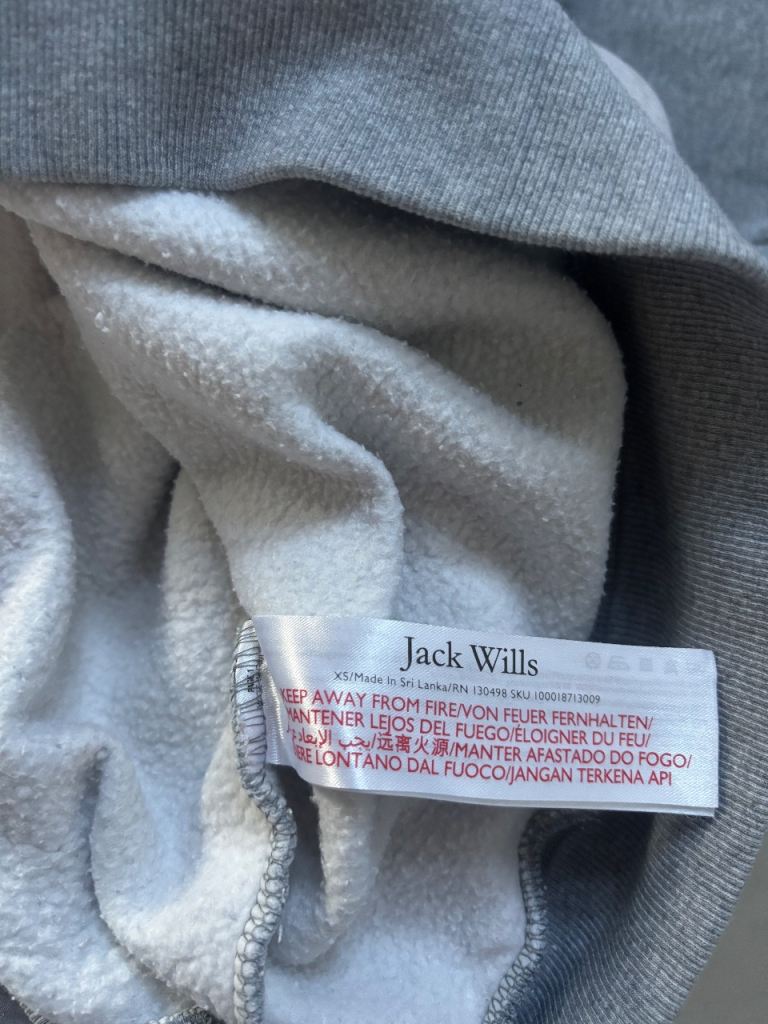 Jack Wills
XS/Made In Sri Lanka/RN 130498 SKU 100018713009
KEEP AWAY FROM FIRE/VON FEUER FERNHALTEN/
MANTENER LEJOS DEL FUEGO/ÉLOIGNER DU FEU/
يجب الإبعاد/远离火源/MANTER AFASTADO DO FOGO/
LONTANO DAL FUOCO/JANGAN TERKENA API